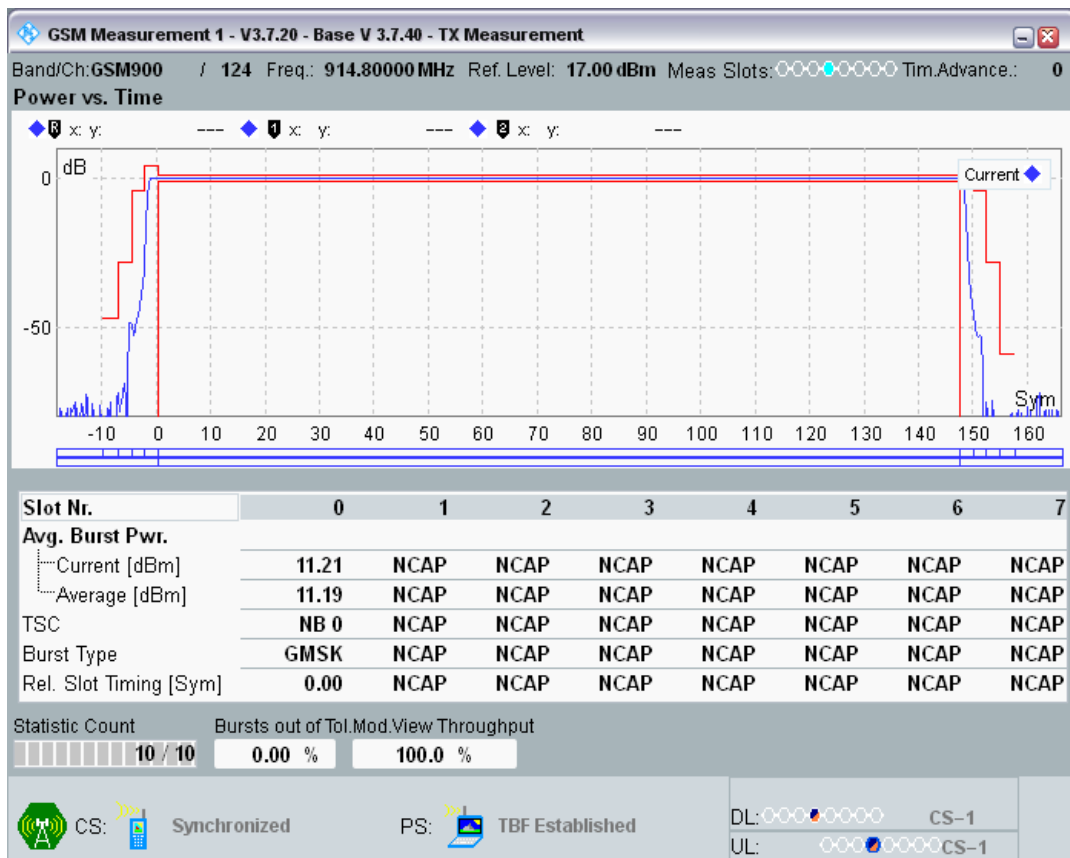 GSM Measurement 1 - V3.7.20 - Base V 3.7.40 - TX Measurement
Band/Ch:GSM900 / 124 Freq.: 914.80000 MHz Ref. Level: 17.00 dBm Meas Slots: Tim.Advance.: 0
Power vs. Time
R x: y: --- 1 x: y: --- 2 x: y: ---
dB
0
Current
-50
Sym
-10 0 10 20 30 40 50 60 70 80 90 100 110 120 130 140 150 160
Slot Nr. 0 1 2 3 4 5 6 7
Avg. Burst Pwr.
Current [dBm] 11.21 NCAP NCAP NCAP NCAP NCAP NCAP NCAP
Average [dBm] 11.19 NCAP NCAP NCAP NCAP NCAP NCAP NCAP
TSC NB 0 NCAP NCAP NCAP NCAP NCAP NCAP NCAP
Burst Type GMSK NCAP NCAP NCAP NCAP NCAP NCAP NCAP
Rel. Slot Timing [Sym] 0.00 NCAP NCAP NCAP NCAP NCAP NCAP NCAP
Statistic Count Bursts out of Tol.Mod.View Throughput
10 / 10 0.00 % 100.0 %
CS: Synchronized PS: TBF Established
DL: CS-1
UL: CS-1